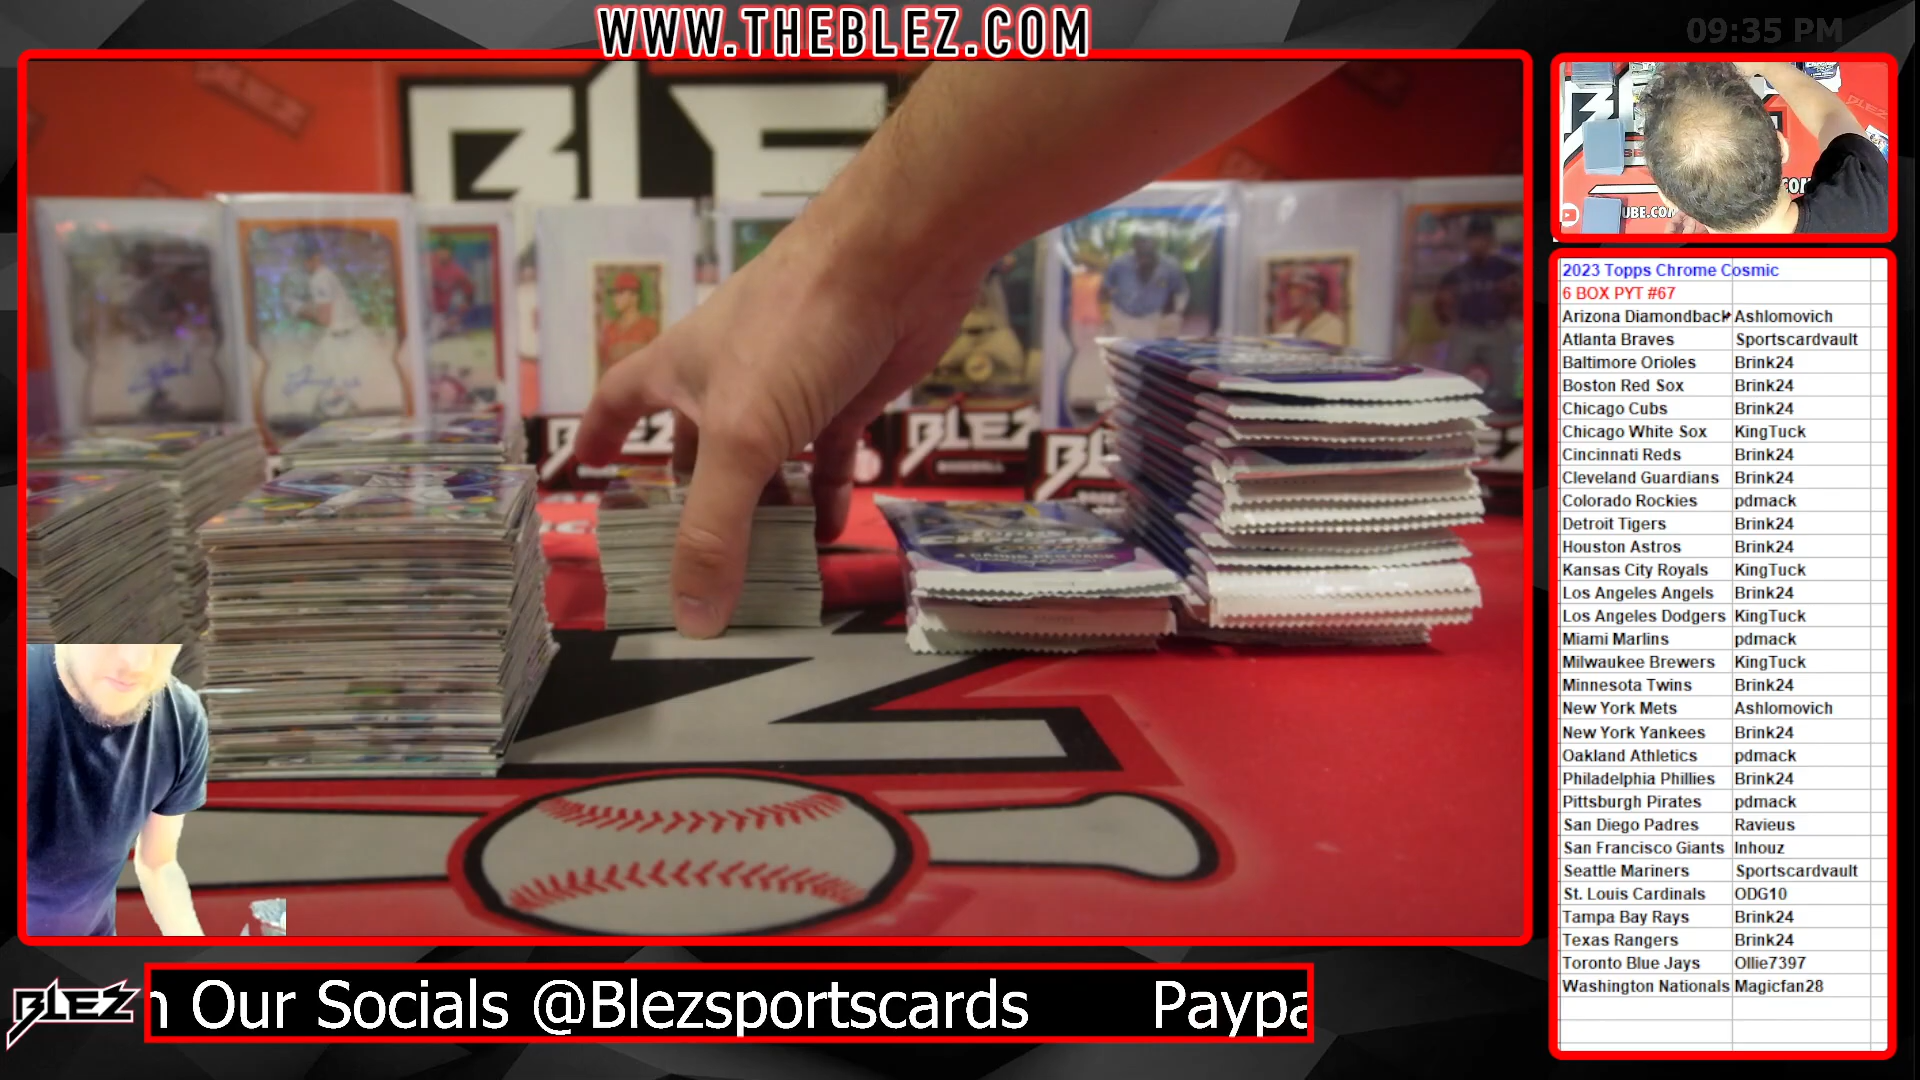 WWW.THEBLEZ.COM
09:35 PM
BLE
BLEZ
BLEZ
BASEBALL
UBE.COM
2023 Topps Chrome Cosmic
6 BOX PYT #67
Arizona Diamondback Ashlomovich
Atlanta Braves Sportscardvault
Baltimore Orioles Brink24
Boston Red Sox Brink24
Chicago Cubs Brink24
Chicago White Sox KingTuck
Cincinnati Reds Brink24
Cleveland Guardians Brink24
Colorado Rockies pdmack
Detroit Tigers Brink24
Houston Astros Brink24
Kansas City Royals KingTuck
Los Angeles Angels Brink24
Los Angeles Dodgers KingTuck
Miami Marlins pdmack
Milwaukee Brewers KingTuck
Minnesota Twins Brink24
New York Mets Ashlomovich
New York Yankees Brink24
Oakland Athletics pdmack
Philadelphia Phillies Brink24
Pittsburgh Pirates pdmack
San Diego Padres Ravieus
San Francisco Giants Inhouz
Seattle Mariners Sportscardvault
St. Louis Cardinals ODG10
Tampa Bay Rays Brink24
Texas Rangers Brink24
Toronto Blue Jays Ollie7397
Washington Nationals Magicfan28
BLEZ
n Our Socials @Blezsportscards Paypa